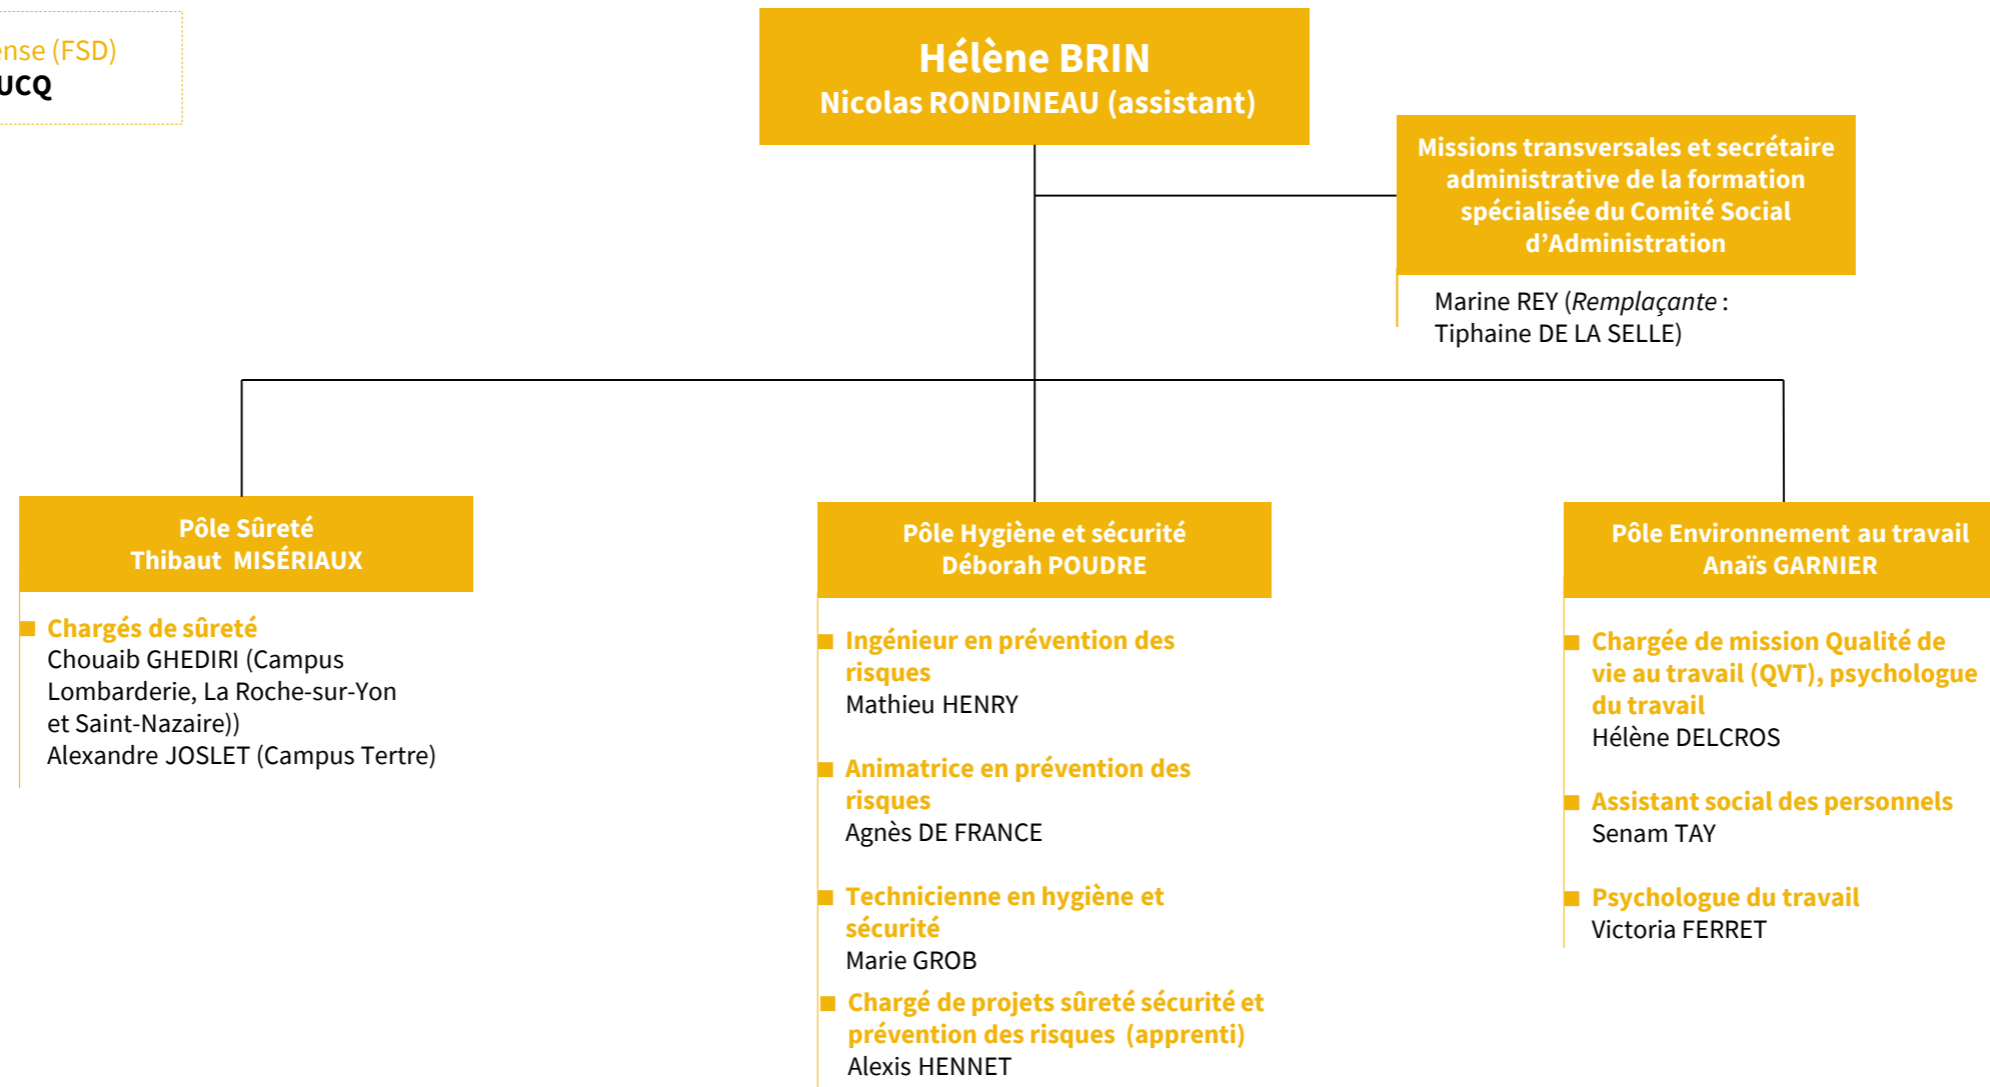 (FSD)
Hélène BRIN
Nicolas RONDINEAU (assistant)
Missions transversales et secrétaire
administrative de la formation
spécialisée du Comité Social
d’Administration
Marine REY (Remplaçante :
Tiphaine DE LA SELLE)
Pôle Sûreté
Thibaut MISÉRIAUX
Chargés de sûreté
Chouaib GHEDIRI (Campus
Lombarderie, La Roche-sur-Yon
et Saint-Nazaire))
Alexandre JOSLET (Campus Tertre)
Pôle Hygiène et sécurité
Déborah POUDRE
Ingénieur en prévention des
risques
Mathieu HENRY
Animatrice en prévention des
risques
Agnès DE FRANCE
Technicienne en hygiène et
sécurité
Marie GROB
Chargé de projets sûreté sécurité et
prévention des risques (apprenti)
Alexis HENNET
Pôle Environnement au travail
Anaïs GARNIER
Chargée de mission Qualité de
vie au travail (QVT), psychologue
du travail
Hélène DELCROS
Assistant social des personnels
Senam TAY
Psychologue du travail
Victoria FERRET